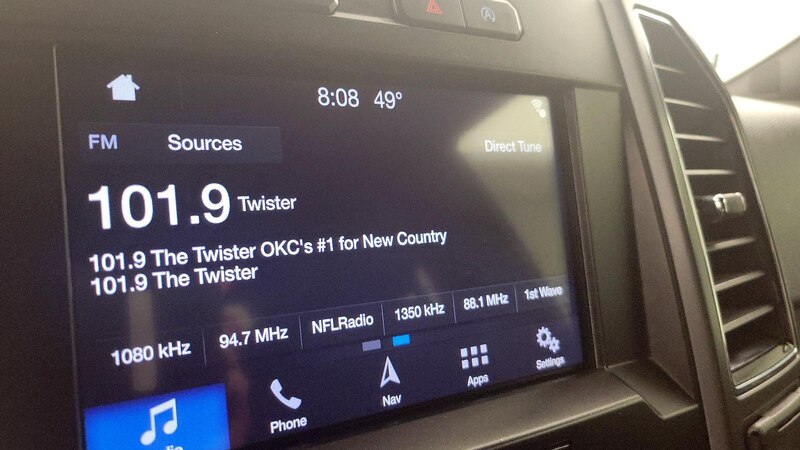 8:08 49°
FM Sources Direct Tune
101.9 Twister
101.9 The Twister OKC's #1 for New Country
101.9 The Twister
1080 kHz 94.7 MHz NFLRadio 1350 kHz 88.1 MHz 1st Wave
Phone Nav Apps Settings